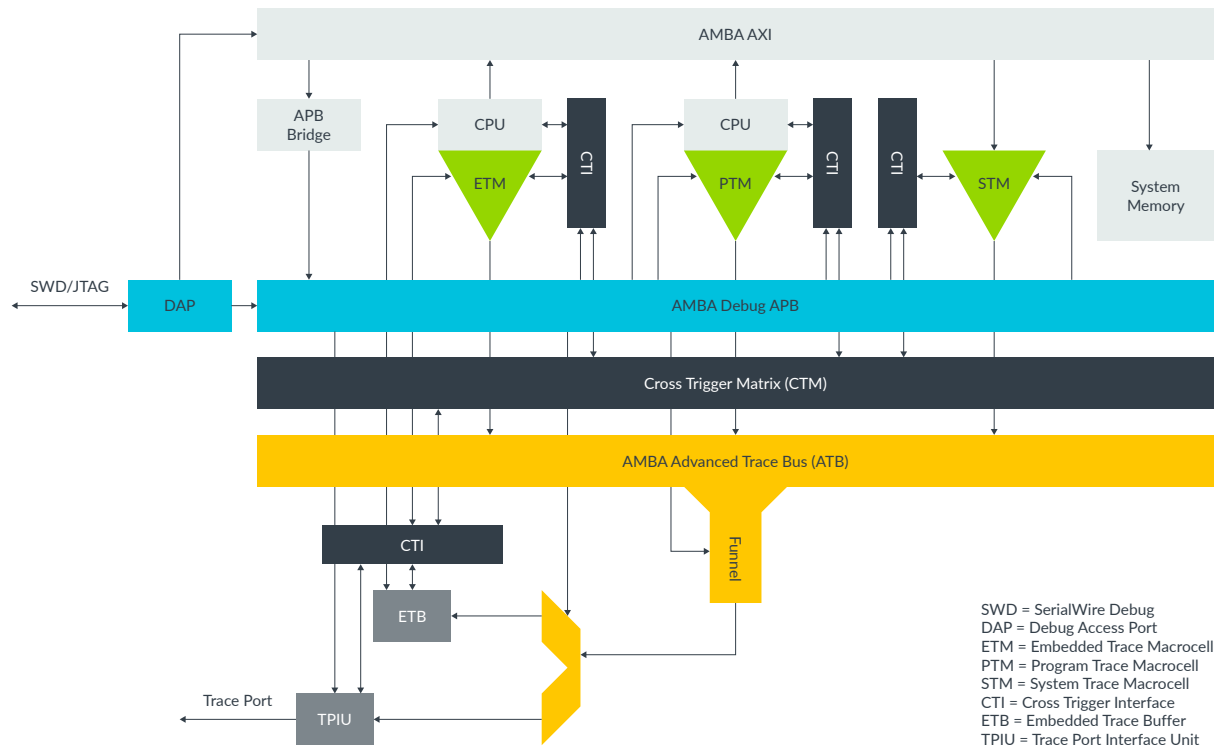 AMBA AXI
APB
Bridge
CPU
CTI
CPU
CTI
CTI
ETM
PTM
STM
System
Memory
SWD/JTAG
DAP
AMBA Debug APB
Cross Trigger Matrix (CTM)
AMBA Advanced Trace Bus (ATB)
CTI
Funnel
ETB
Trace Port
TPIU
SWD = SerialWire Debug
DAP = Debug Access Port
ETM = Embedded Trace Macrocell
PTM = Program Trace Macrocell
STM = System Trace Macrocell
CTI = Cross Trigger Interface
ETB = Embedded Trace Buffer
TPIU = Trace Port Interface Unit